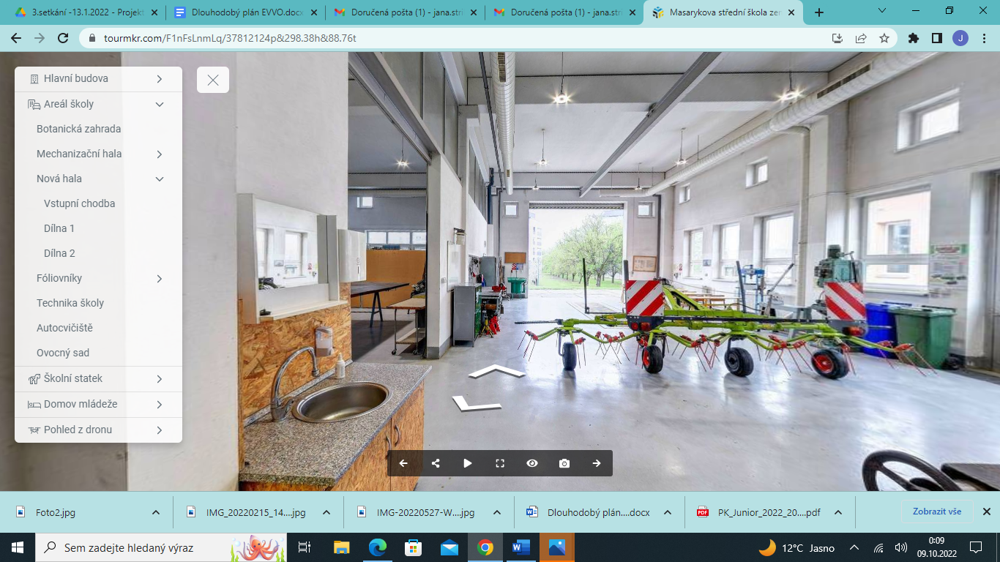 3.setkání -13.1.2022 - Projekt
Dlouhodobý plán EVVO.docx
Doručená pošta (1) - jana.stri
Doručená pošta (1) - jana.stri
Masarykova střední škola zem
tourmkr.com/F1nFsLnmLq/37812124p&298.38h&88.76t
J
Hlavní budova
Areál školy
Botanická zahrada
Mechanizační hala
Nová hala
Vstupní chodba
Dílna 1
Dílna 2
Fóliovníky
Technika školy
Autocvičiště
Ovocný sad
Školní statek
Domov mládeže
Pohled z dronu
Foto2.jpg
IMG_20220215_14....jpg
IMG-20220527-W....jpg
Dlouhodobý plán....docx
PDF
PK_Junior_2022_20....pdf
Zobrazit vše
Sem zadejte hledaný výraz
12°C Jasno
0:09
09.10.2022